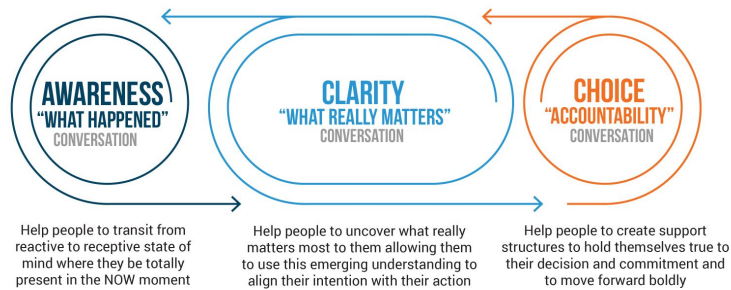 AWARENESS
"WHAT HAPPENED"
CONVERSATION
Help people to transit from
reactive to receptive state of
mind where they be totally
present in the NOW moment
CLARITY
"WHAT REALLY MATTERS"
CONVERSATION
Help people to uncover what really
matters most to them allowing them
to use this emerging understanding to
align their intention with their action
CHOICE
"ACCOUNTABILITY"
CONVERSATION
Help people to create support
structures to hold themselves true to
their decision and commitment and
to move forward boldly